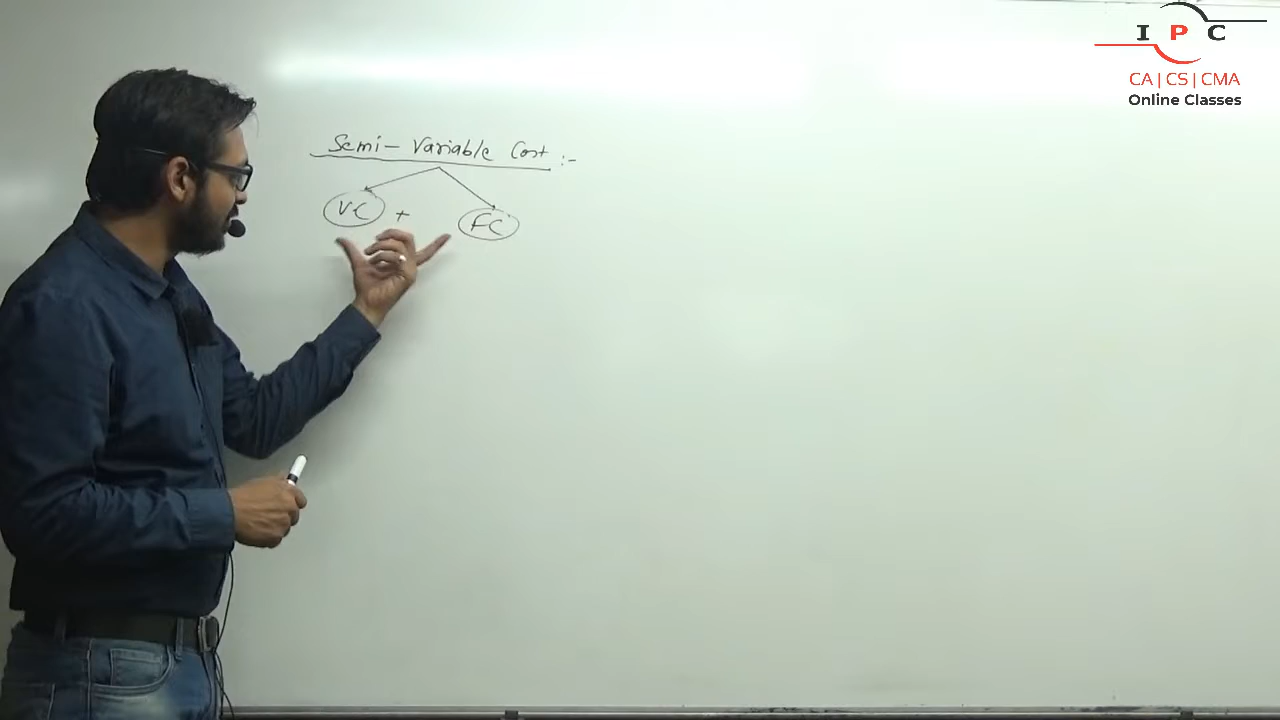 I P C
CA | CS | CMA
Online Classes
Semi - Variable Cost :-
VC + FC